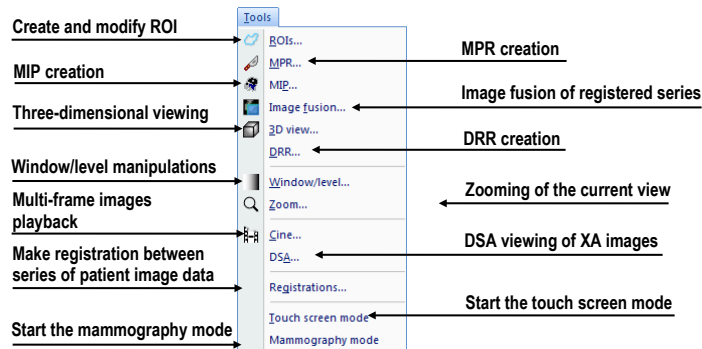 Tools
Create and modify ROI
ROIs...
MPR...
MPR creation
MIP creation
MIP...
Image fusion...
Image fusion of registered series
Three-dimensional viewing
3D view...
DRR...
DRR creation
Window/level manipulations
Window/level...
Zoom...
Zooming of the current view
Multi-frame images
playback
Cine...
DSA...
DSA viewing of XA images
Make registration between
series of patient image data
Registrations...
Touch screen mode
Start the touch screen mode
Start the mammography mode
Mammography mode